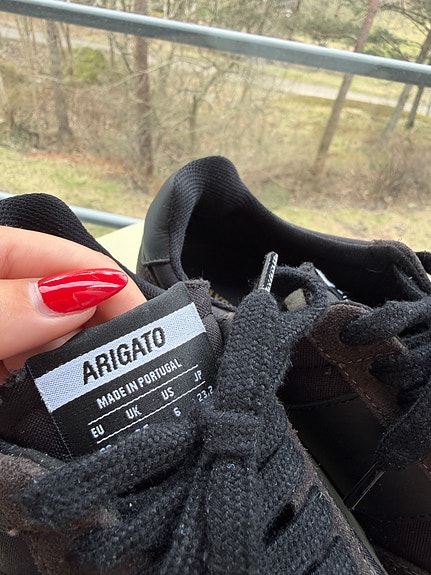 ARIGATO
MADE IN PORTUGAL
EU UK US JP
6 23.2